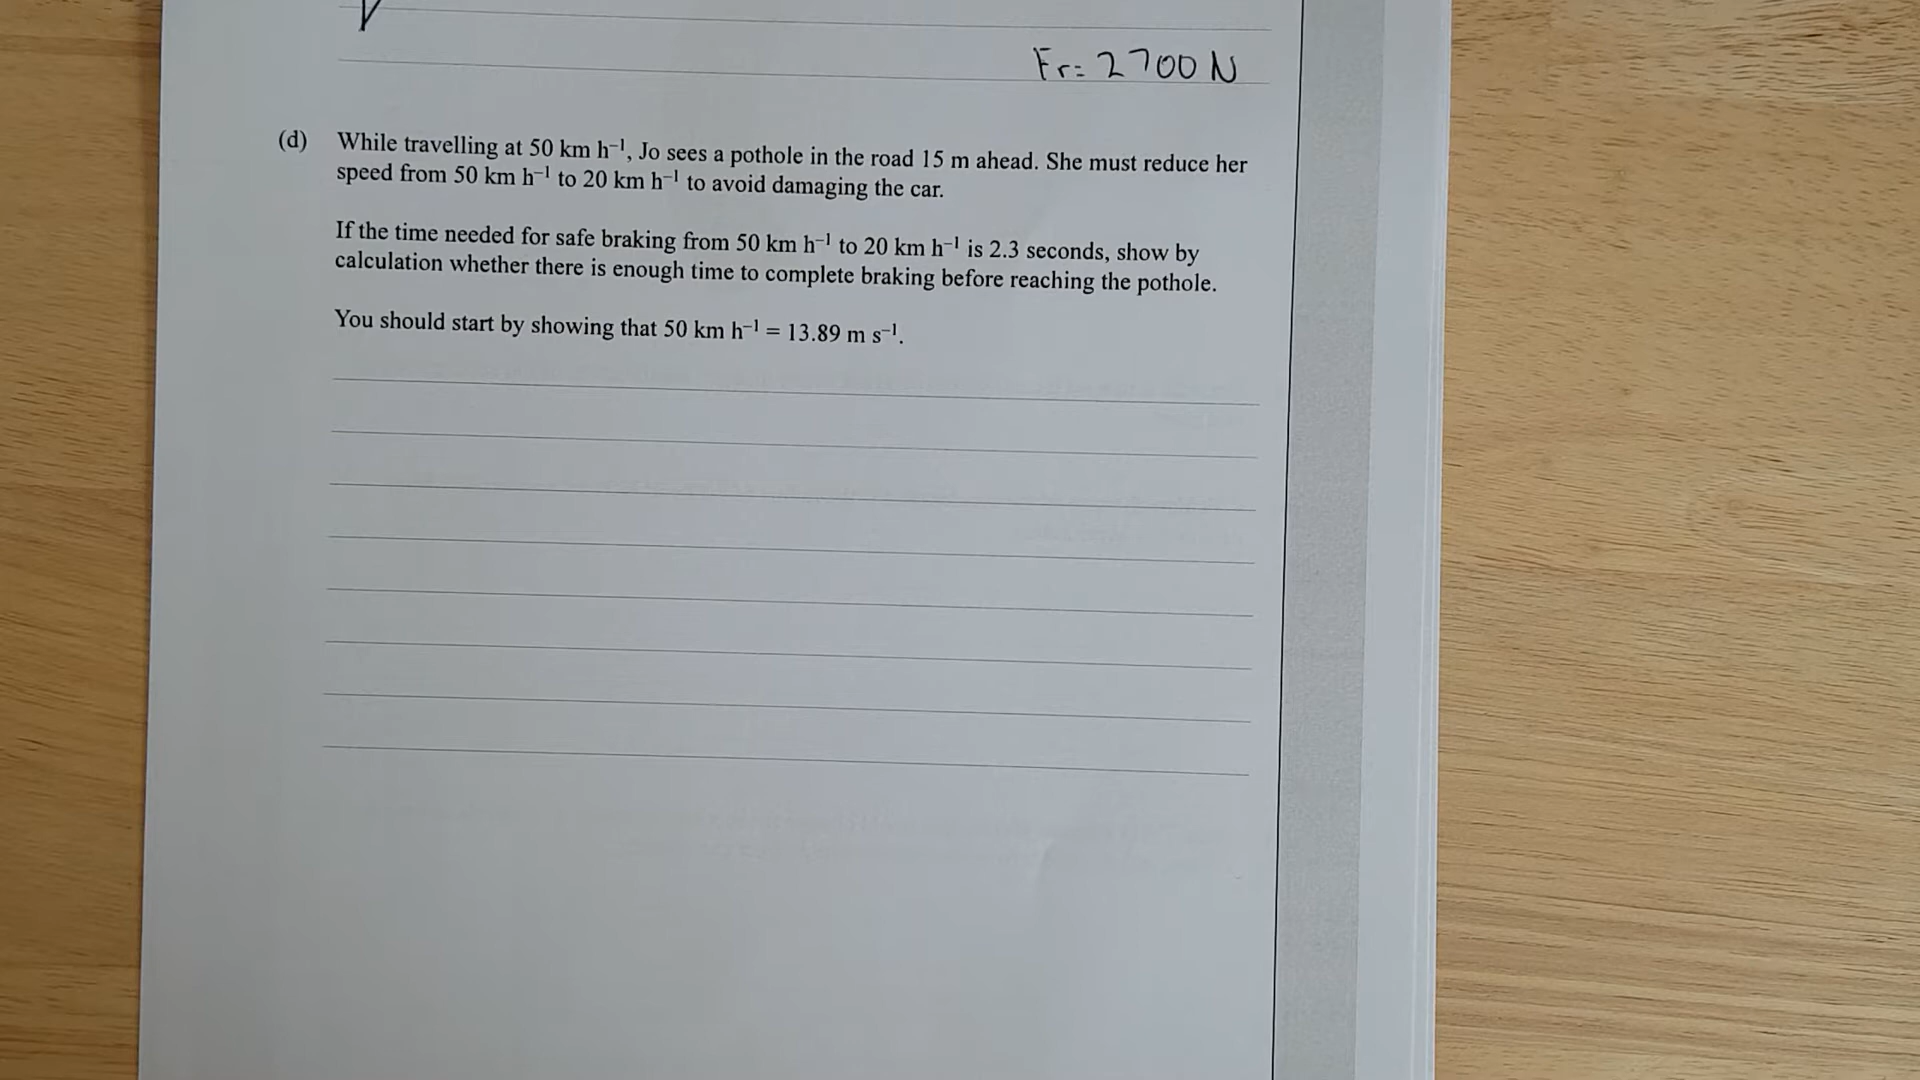 Fr= 2700 N
(d) While travelling at 50 km h⁻¹, Jo sees a pothole in the road 15 m ahead. She must reduce her
speed from 50 km h⁻¹ to 20 km h⁻¹ to avoid damaging the car.
If the time needed for safe braking from 50 km h⁻¹ to 20 km h⁻¹ is 2.3 seconds, show by
calculation whether there is enough time to complete braking before reaching the pothole.
You should start by showing that 50 km h⁻¹ = 13.89 m s⁻¹.